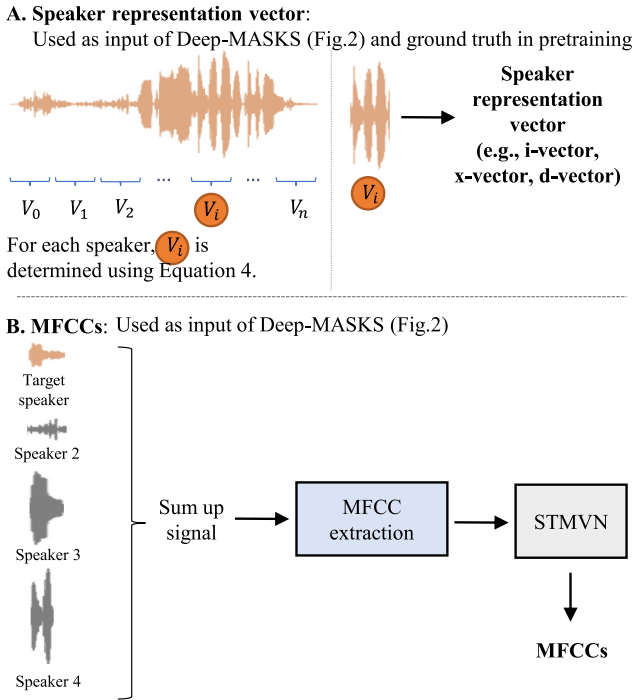 A. Speaker representation vector:
Used as input of Deep-MASKS (Fig.2) and ground truth in pretraining
Speaker
representation
vector
(e.g., i-vector,
x-vector, d-vector)
... ...
V0 V1 V2 Vi Vn
Vi
For each speaker, Vi is
determined using Equation 4.
B. MFCCs: Used as input of Deep-MASKS (Fig.2)
Target
speaker
Speaker 2
Speaker 3
Speaker 4
Sum up
signal
MFCC
extraction
STMVN
MFCCs